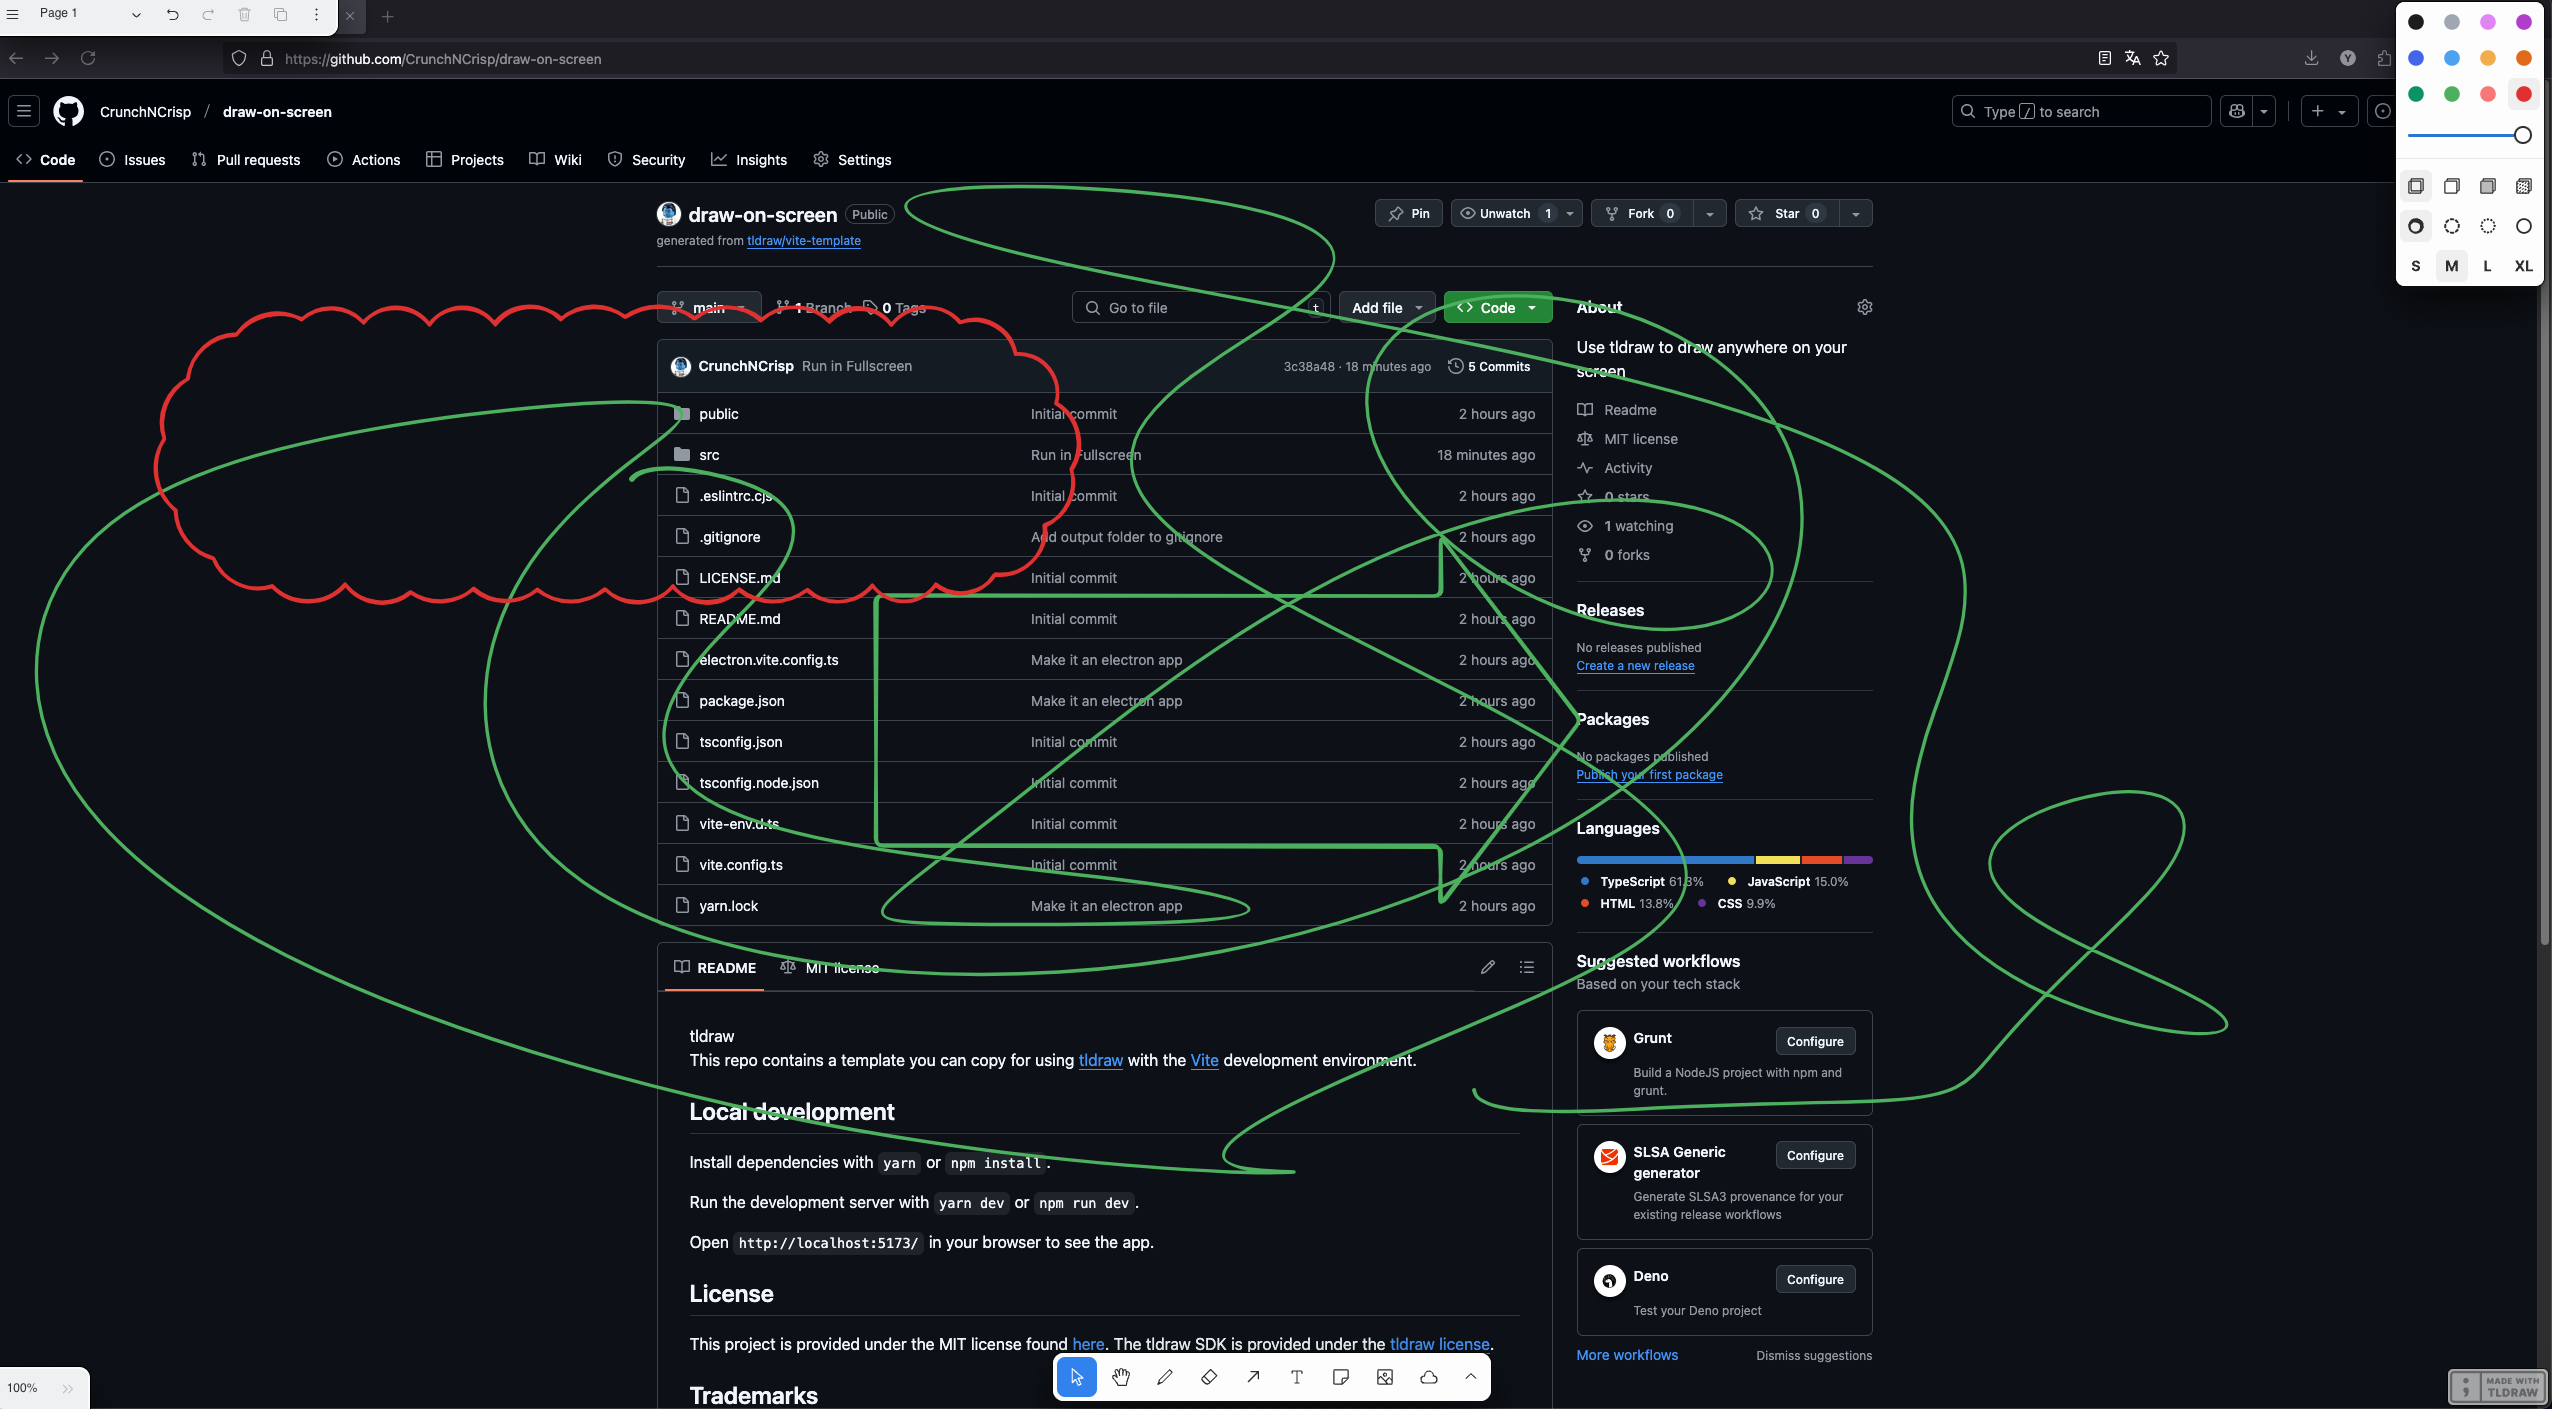 Page 1
https://github.com/CrunchNCrisp/draw-on-screen
CrunchNCrisp / draw-on-screen
Type / to search
Code Issues Pull requests Actions Projects Wiki Security Insights Settings
draw-on-screen Public
Pin Unwatch 1 Fork 0 Star 0
generated from tldraw/vite-template
main 1 Branch 0 Tags Go to file t Add file Code
CrunchNCrisp Run in Fullscreen 3c38a48 · 18 minutes ago 5 Commits
public Initial commit 2 hours ago
src Run in Fullscreen 18 minutes ago
.eslintrc.cjs Initial commit 2 hours ago
.gitignore Add output folder to gitignore 2 hours ago
LICENSE.md Initial commit 2 hours ago
README.md Initial commit 2 hours ago
electron.vite.config.ts Make it an electron app 2 hours ago
package.json Make it an electron app 2 hours ago
tsconfig.json Initial commit 2 hours ago
tsconfig.node.json Initial commit 2 hours ago
vite-env.d.ts Initial commit 2 hours ago
vite.config.ts Initial commit 2 hours ago
yarn.lock Make it an electron app 2 hours ago
README MIT license
tldraw
This repo contains a template you can copy for using tldraw with the Vite development environment.
Local development
Install dependencies with yarn or npm install.
Run the development server with yarn dev or npm run dev.
Open http://localhost:5173/ in your browser to see the app.
License
This project is provided under the MIT license found here. The tldraw SDK is provided under the tldraw license.
Trademarks
About
Use tldraw to draw anywhere on your
screen
Readme
MIT license
Activity
0 stars
1 watching
0 forks
Releases
No releases published
Create a new release
Packages
No packages published
Publish your first package
Languages
TypeScript 61.3% JavaScript 15.0%
HTML 13.8% CSS 9.9%
Suggested workflows
Based on your tech stack
Grunt Configure
Build a NodeJS project with npm and
grunt.
SLSA Generic
generator Configure
Generate SLSA3 provenance for your
existing release workflows
Deno Configure
Test your Deno project
More workflows Dismiss suggestions
S M L XL
T
100%
MADE WITH
TLDRAW
Y